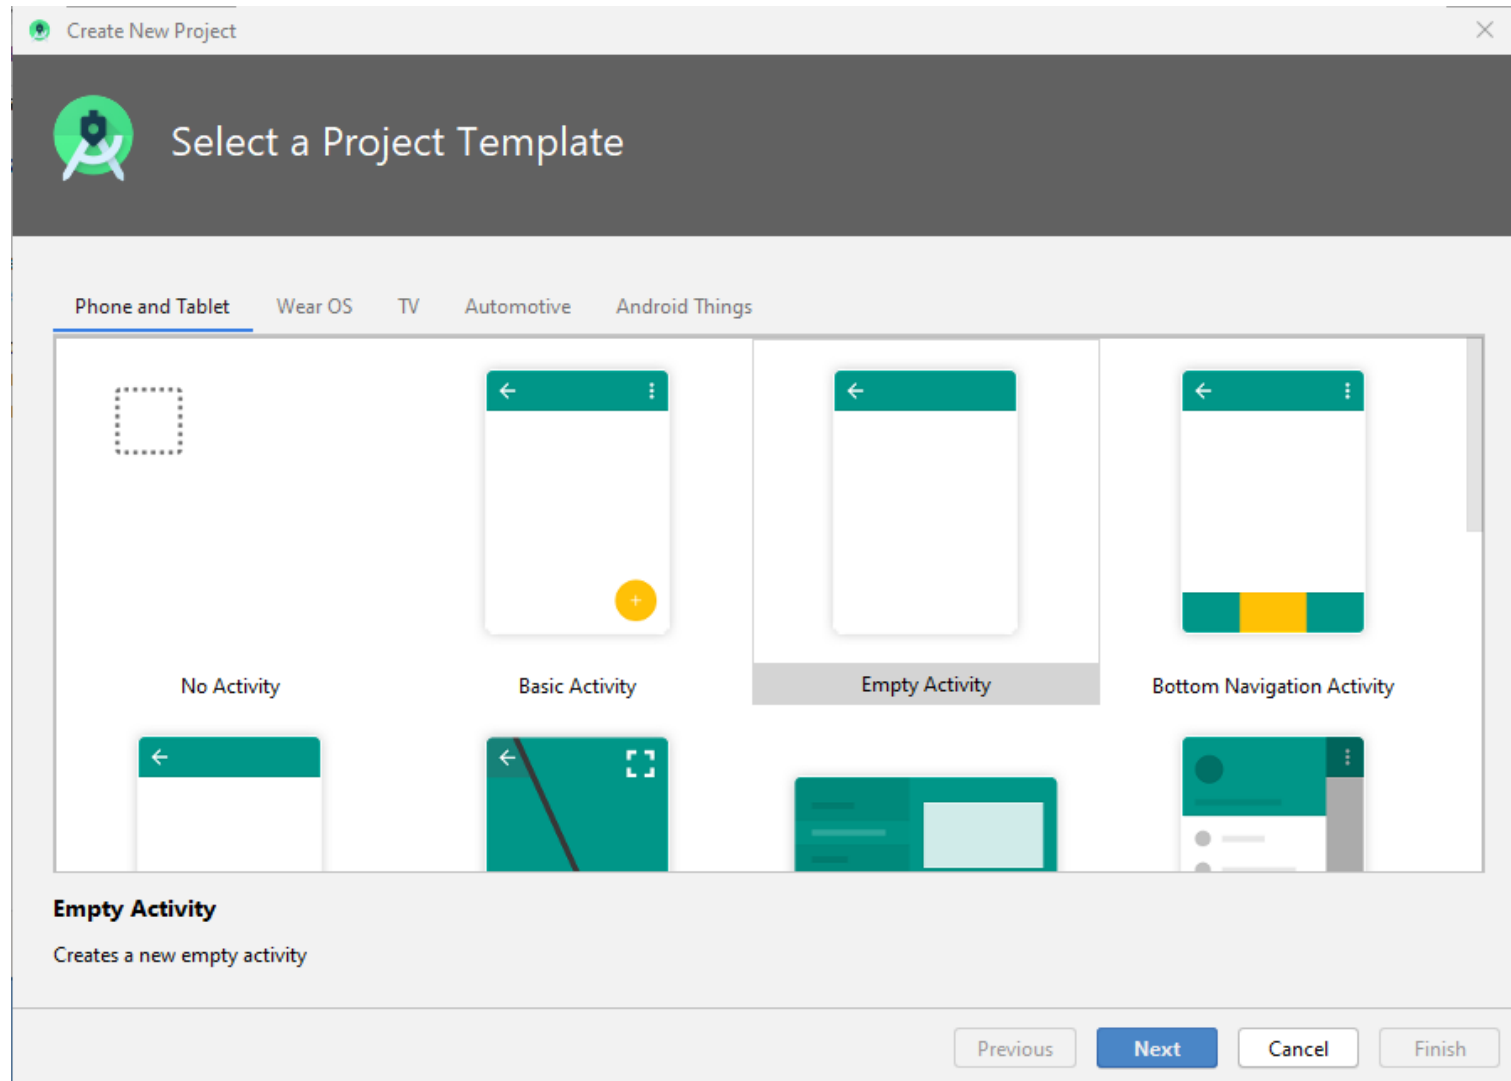 Create New Project
Select a Project Template
Phone and Tablet Wear OS TV Automotive Android Things
No Activity Basic Activity Empty Activity Bottom Navigation Activity
Empty Activity
Creates a new empty activity
Previous Next Cancel Finish